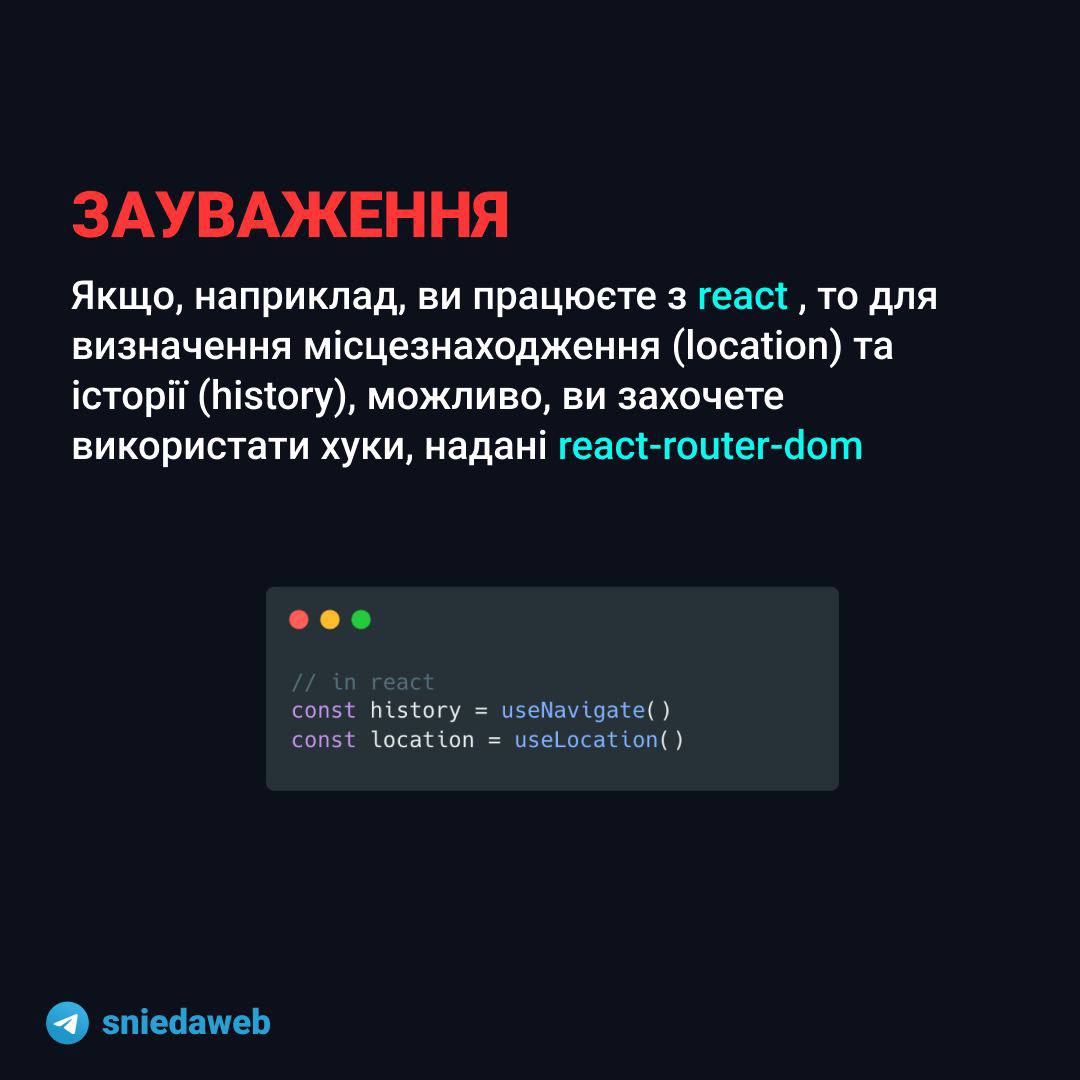 ЗАУВАЖЕННЯ
Якщо, наприклад, ви працюєте з react , то для
визначення місцезнаходження (location) та
історії (history), можливо, ви захочете
використати хуки, надані react-router-dom
// in react
const history = useNavigate()
const location = useLocation()
sniedaweb